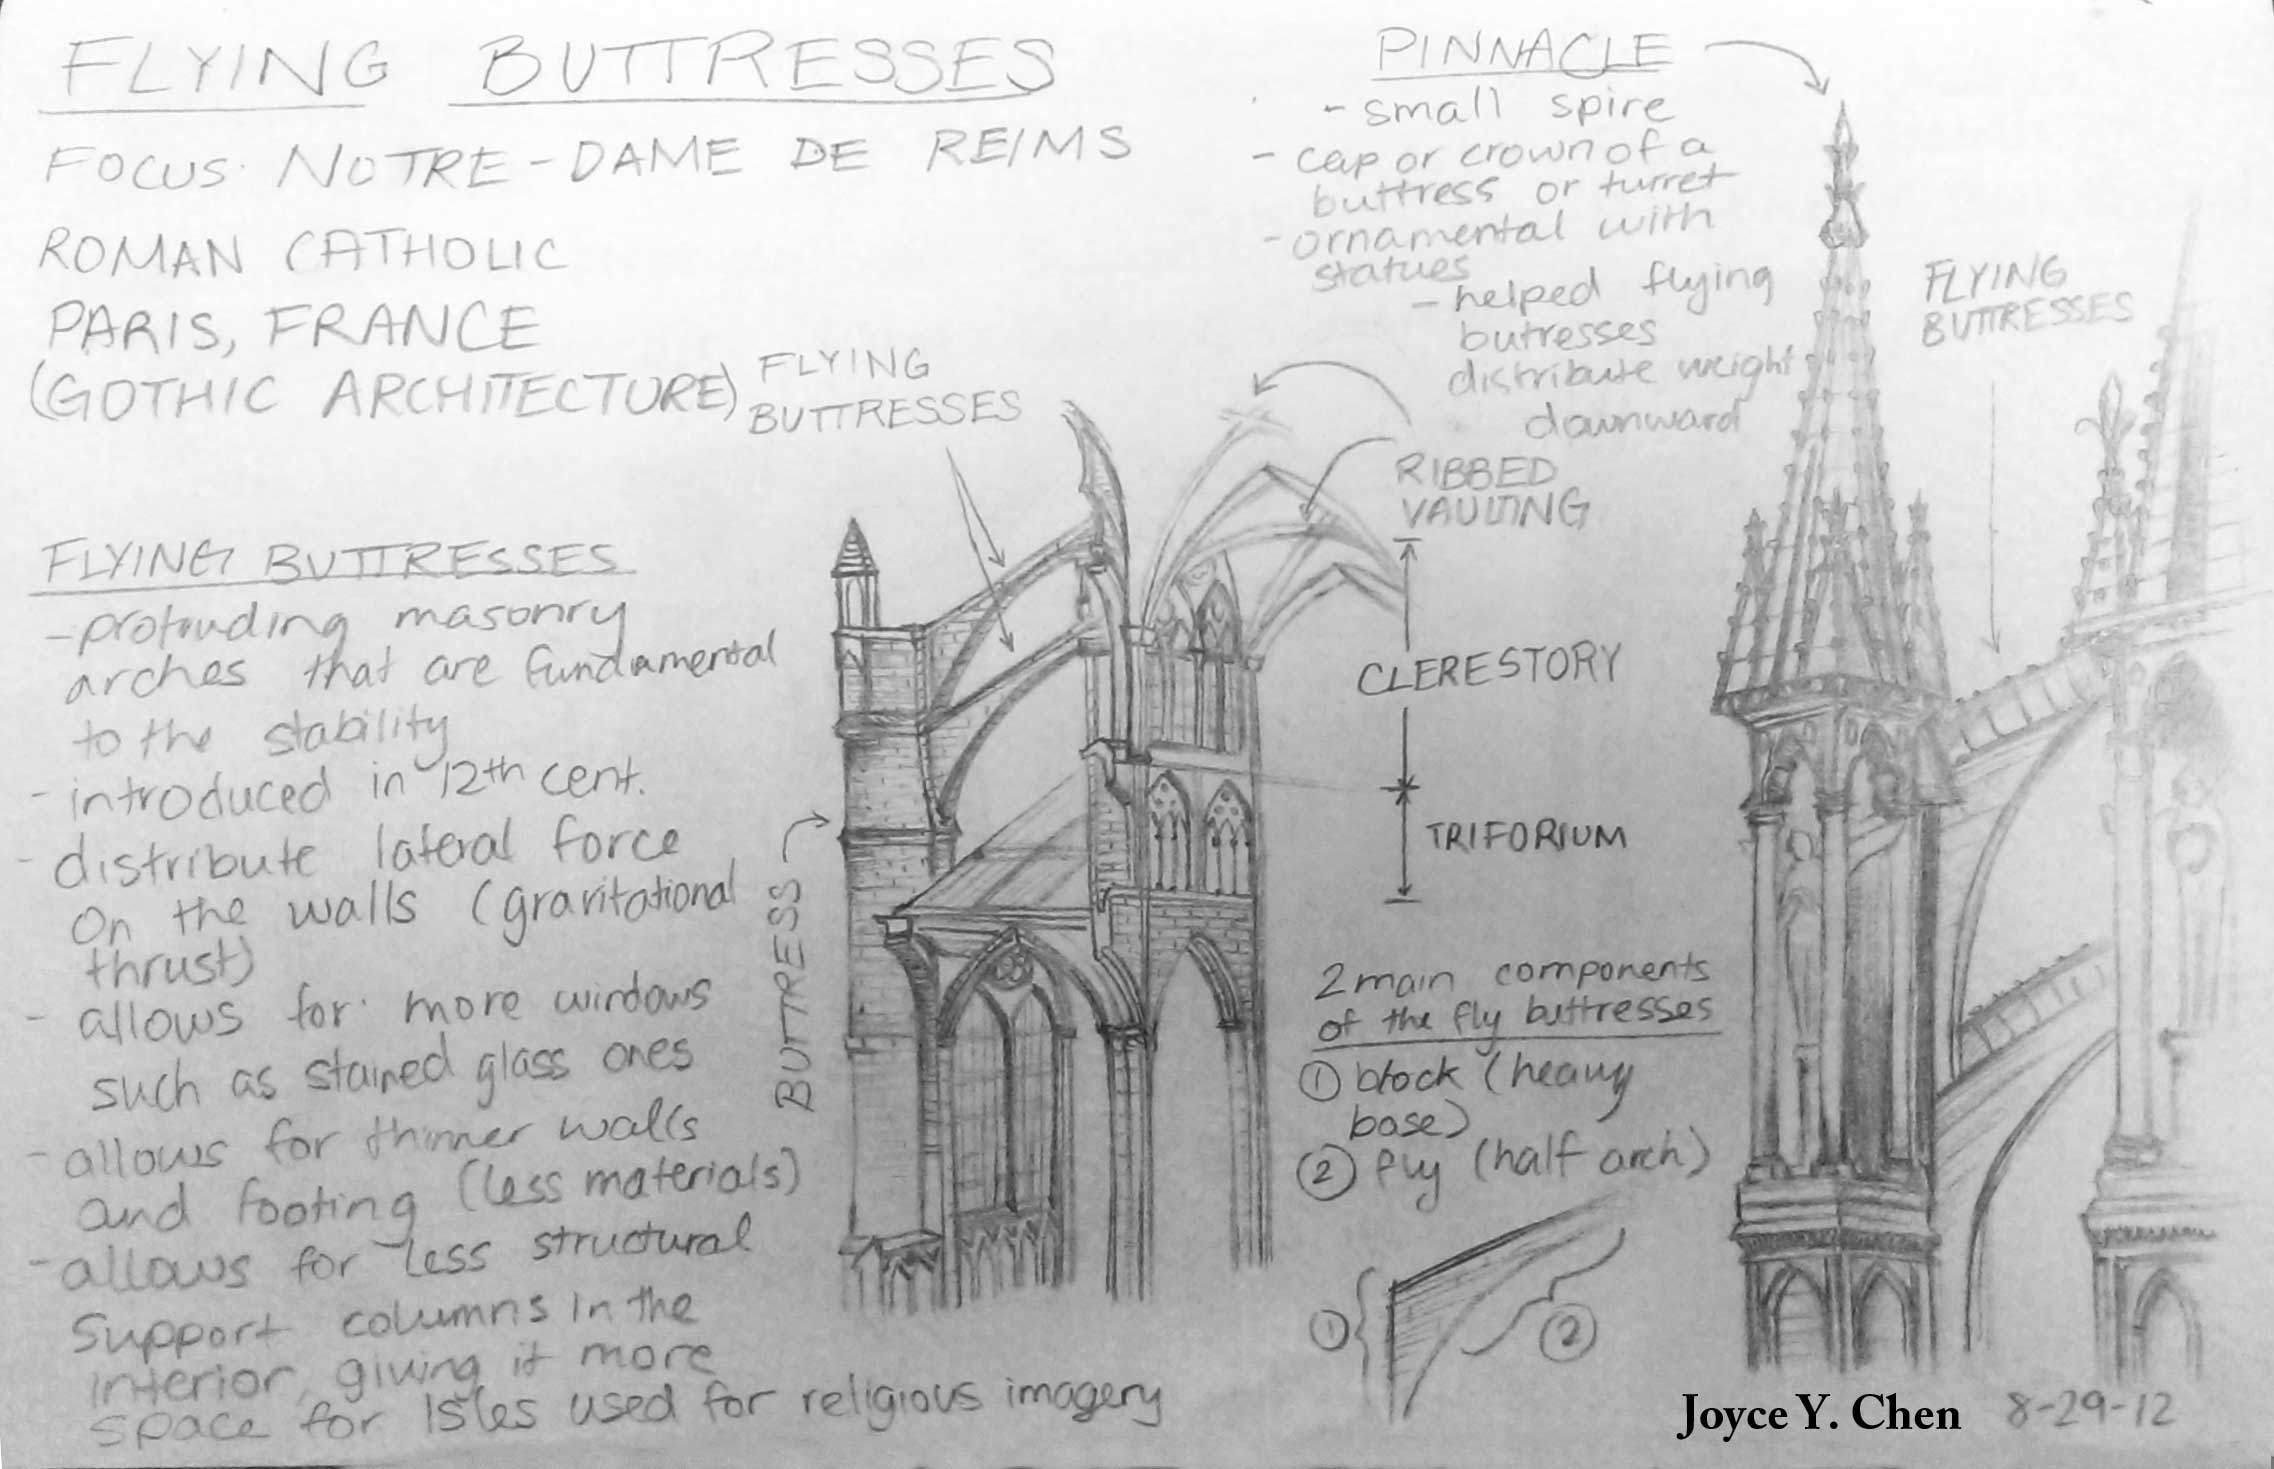 FLYING BUTTRESSES
FOCUS: NOTRE-DAME DE REIMS
ROMAN CATHOLIC
PARIS, FRANCE
(GOTHIC ARCHITECTURE)
FLYING BUTTRESSES
- protruding masonry
arches that are fundamental
to the stability
- introduced in 12th cent.
- distribute lateral force
on the walls (gravitational
thrust)
- allows for more windows
such as stained glass ones
- allows for thinner walls
and footing (less materials)
- allows for less structural
support columns in the
interior, giving it more
space for isles used for religious imagery
FLYING
BUTTRESSES
BUTTRESS
PINNACLE
- small spire
- cap or crown of a
buttress or turret
- ornamental with
statues
- helped flying
butresses
distribute weight
downward
RIBBED
VAULTING
CLERESTORY
TRIFORIUM
2 main components
of the fly buttresses
① block (heavy
base)
② fly (half arch)
①
②
FLYING
BUTTRESSES
Joyce Y. Chen 8-29-12